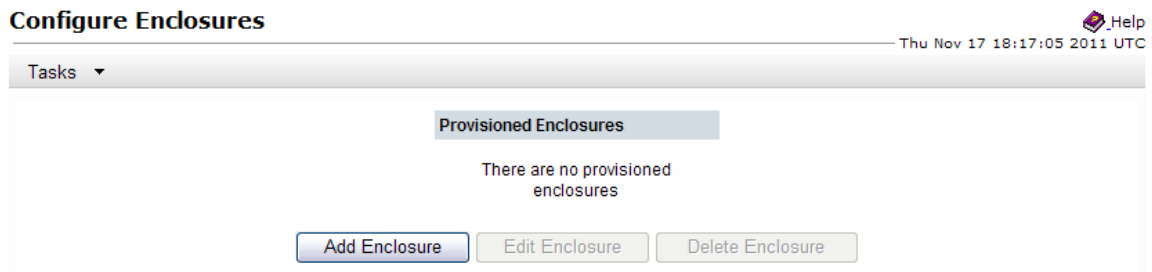 Configure Enclosures
Help
Thu Nov 17 18:17:05 2011 UTC
Tasks
Provisioned Enclosures
There are no provisioned
enclosures
Add Enclosure Edit Enclosure Delete Enclosure